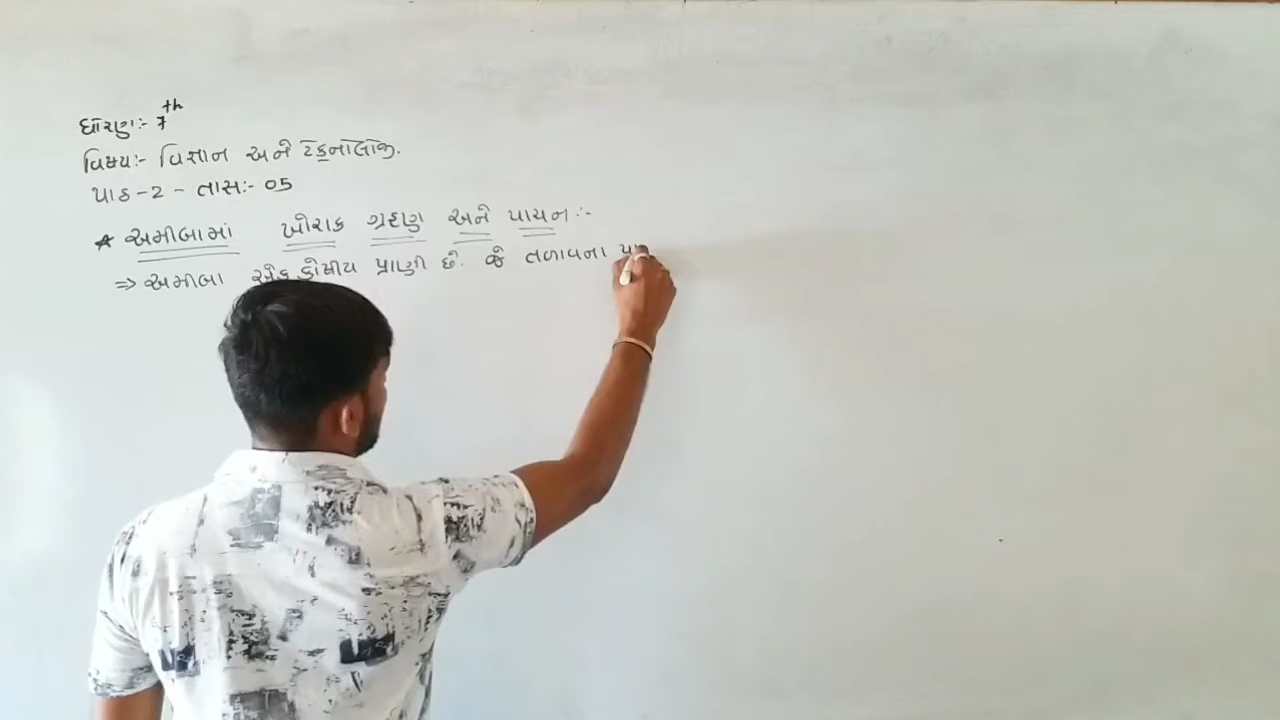 ધોરણ:- 7th
વિષય:- વિજ્ઞાન અને ટેકનોલોજી.
પાઠ-2 - તાસ:- 05
* અમીબામાં ખોરાક ગ્રહણ અને પાચન:-
⇒ અમીબા એકકોષીય પ્રાણી છે. જે તળાવના